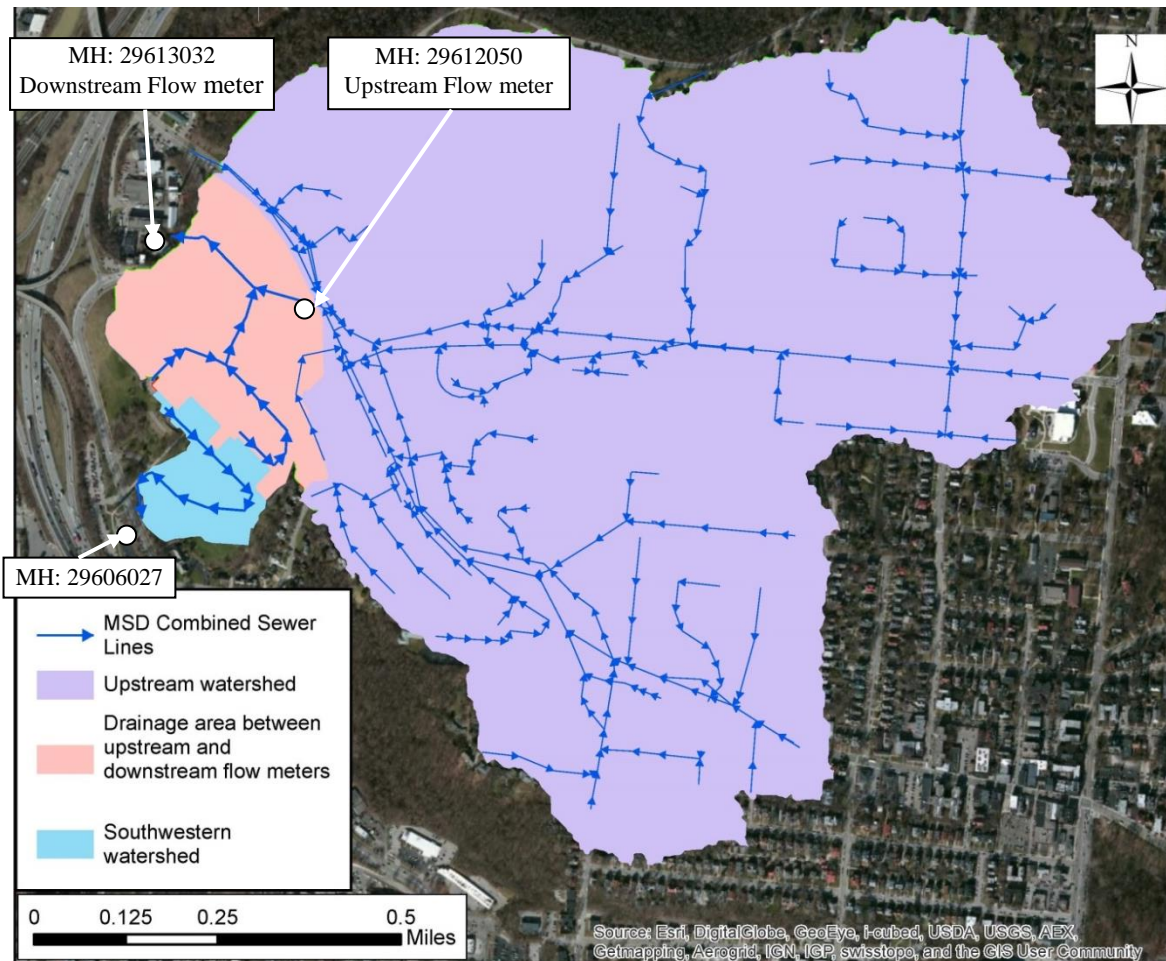 MH: 29613032
Downstream Flow meter
MH: 29612050
Upstream Flow meter
N
MH: 29606027
MSD Combined Sewer
Lines
Upstream watershed
Drainage area between
upstream and
downstream flow meters
Southwestern
watershed
0 0.125 0.25 0.5
Miles
Source: Esri, DigitalGlobe, GeoEye, i-cubed, USDA, USGS, AEX,
Getmapping, Aerogrid, IGN, IGP, swisstopo, and the GIS User Community